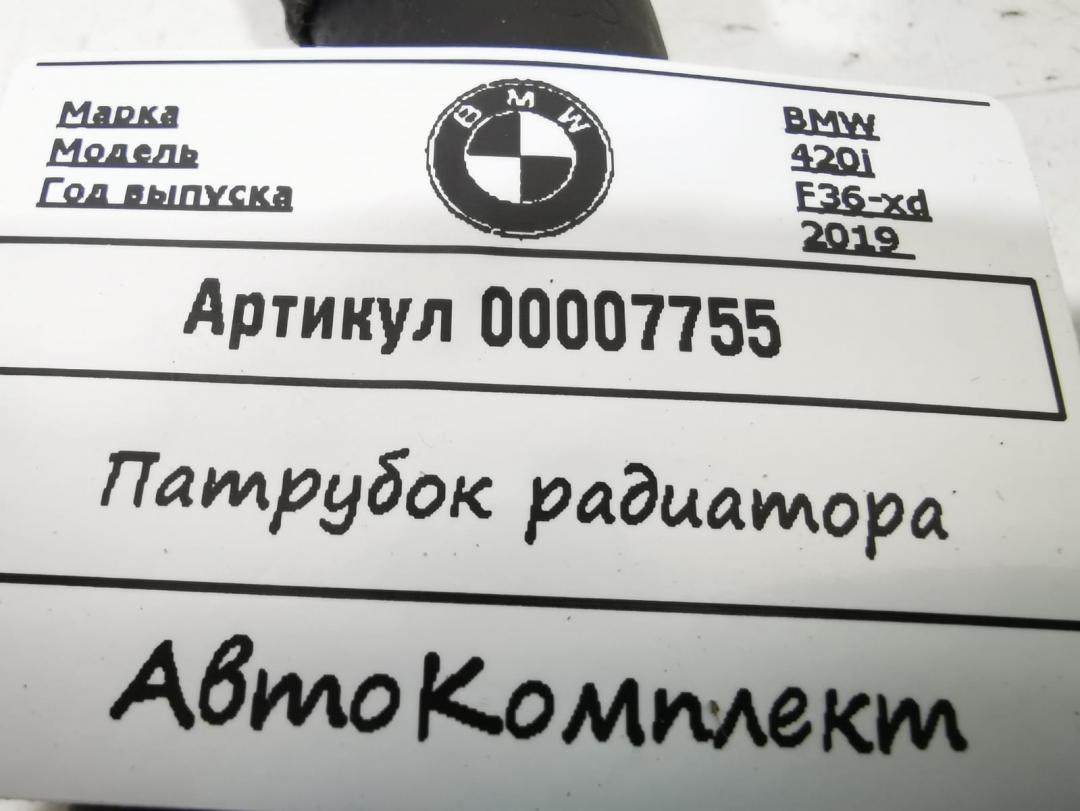 Марка
Модель
Год выпуска
BMW
BMW
420i
F36-xd
2019
Артикул 00007755
Патрубок радиатора
АвтоКомплект